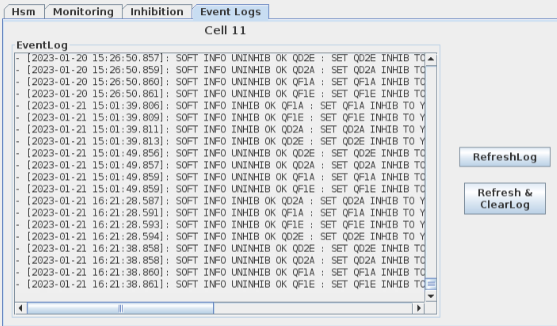 Hsm Monitoring Inhibition Event Logs
Cell 11
EventLog
- [2023-01-20 15:26:50.857]: SOFT INFO UNINHIB OK QD2E : SET QD2E INHIB TO
- [2023-01-20 15:26:50.859]: SOFT INFO UNINHIB OK QD2A : SET QD2A INHIB TO
- [2023-01-20 15:26:50.860]: SOFT INFO UNINHIB OK QF1A : SET QF1A INHIB TO
- [2023-01-20 15:26:50.861]: SOFT INFO UNINHIB OK QF1E : SET QF1E INHIB TO
- [2023-01-21 15:01:39.806]: SOFT INFO INHIB OK QF1A : SET QF1A INHIB TO Y
- [2023-01-21 15:01:39.809]: SOFT INFO INHIB OK QF1E : SET QF1E INHIB TO Y
- [2023-01-21 15:01:39.811]: SOFT INFO INHIB OK QD2A : SET QD2A INHIB TO Y
- [2023-01-21 15:01:39.813]: SOFT INFO INHIB OK QD2E : SET QD2E INHIB TO Y
- [2023-01-21 15:01:49.856]: SOFT INFO UNINHIB OK QD2E : SET QD2E INHIB TO
- [2023-01-21 15:01:49.857]: SOFT INFO UNINHIB OK QD2A : SET QD2A INHIB TO
- [2023-01-21 15:01:49.859]: SOFT INFO UNINHIB OK QF1A : SET QF1A INHIB TO
- [2023-01-21 15:01:49.859]: SOFT INFO UNINHIB OK QF1E : SET QF1E INHIB TO
- [2023-01-21 16:21:28.587]: SOFT INFO INHIB OK QD2A : SET QD2A INHIB TO Y
- [2023-01-21 16:21:28.591]: SOFT INFO INHIB OK QF1A : SET QF1A INHIB TO Y
- [2023-01-21 16:21:28.593]: SOFT INFO INHIB OK QF1E : SET QF1E INHIB TO Y
- [2023-01-21 16:21:28.594]: SOFT INFO INHIB OK QD2E : SET QD2E INHIB TO Y
- [2023-01-21 16:21:38.858]: SOFT INFO UNINHIB OK QD2E : SET QD2E INHIB TO
- [2023-01-21 16:21:38.858]: SOFT INFO UNINHIB OK QD2A : SET QD2A INHIB TO
- [2023-01-21 16:21:38.860]: SOFT INFO UNINHIB OK QF1A : SET QF1A INHIB TO
- [2023-01-21 16:21:38.861]: SOFT INFO UNINHIB OK QF1E : SET QF1E INHIB TO
RefreshLog
Refresh &
ClearLog